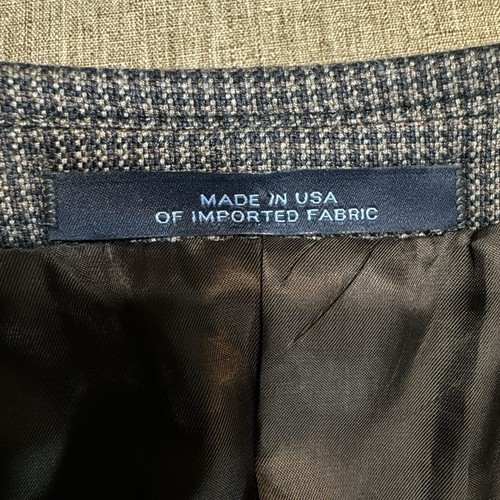 MADE IN USA
OF IMPORTED FABRIC